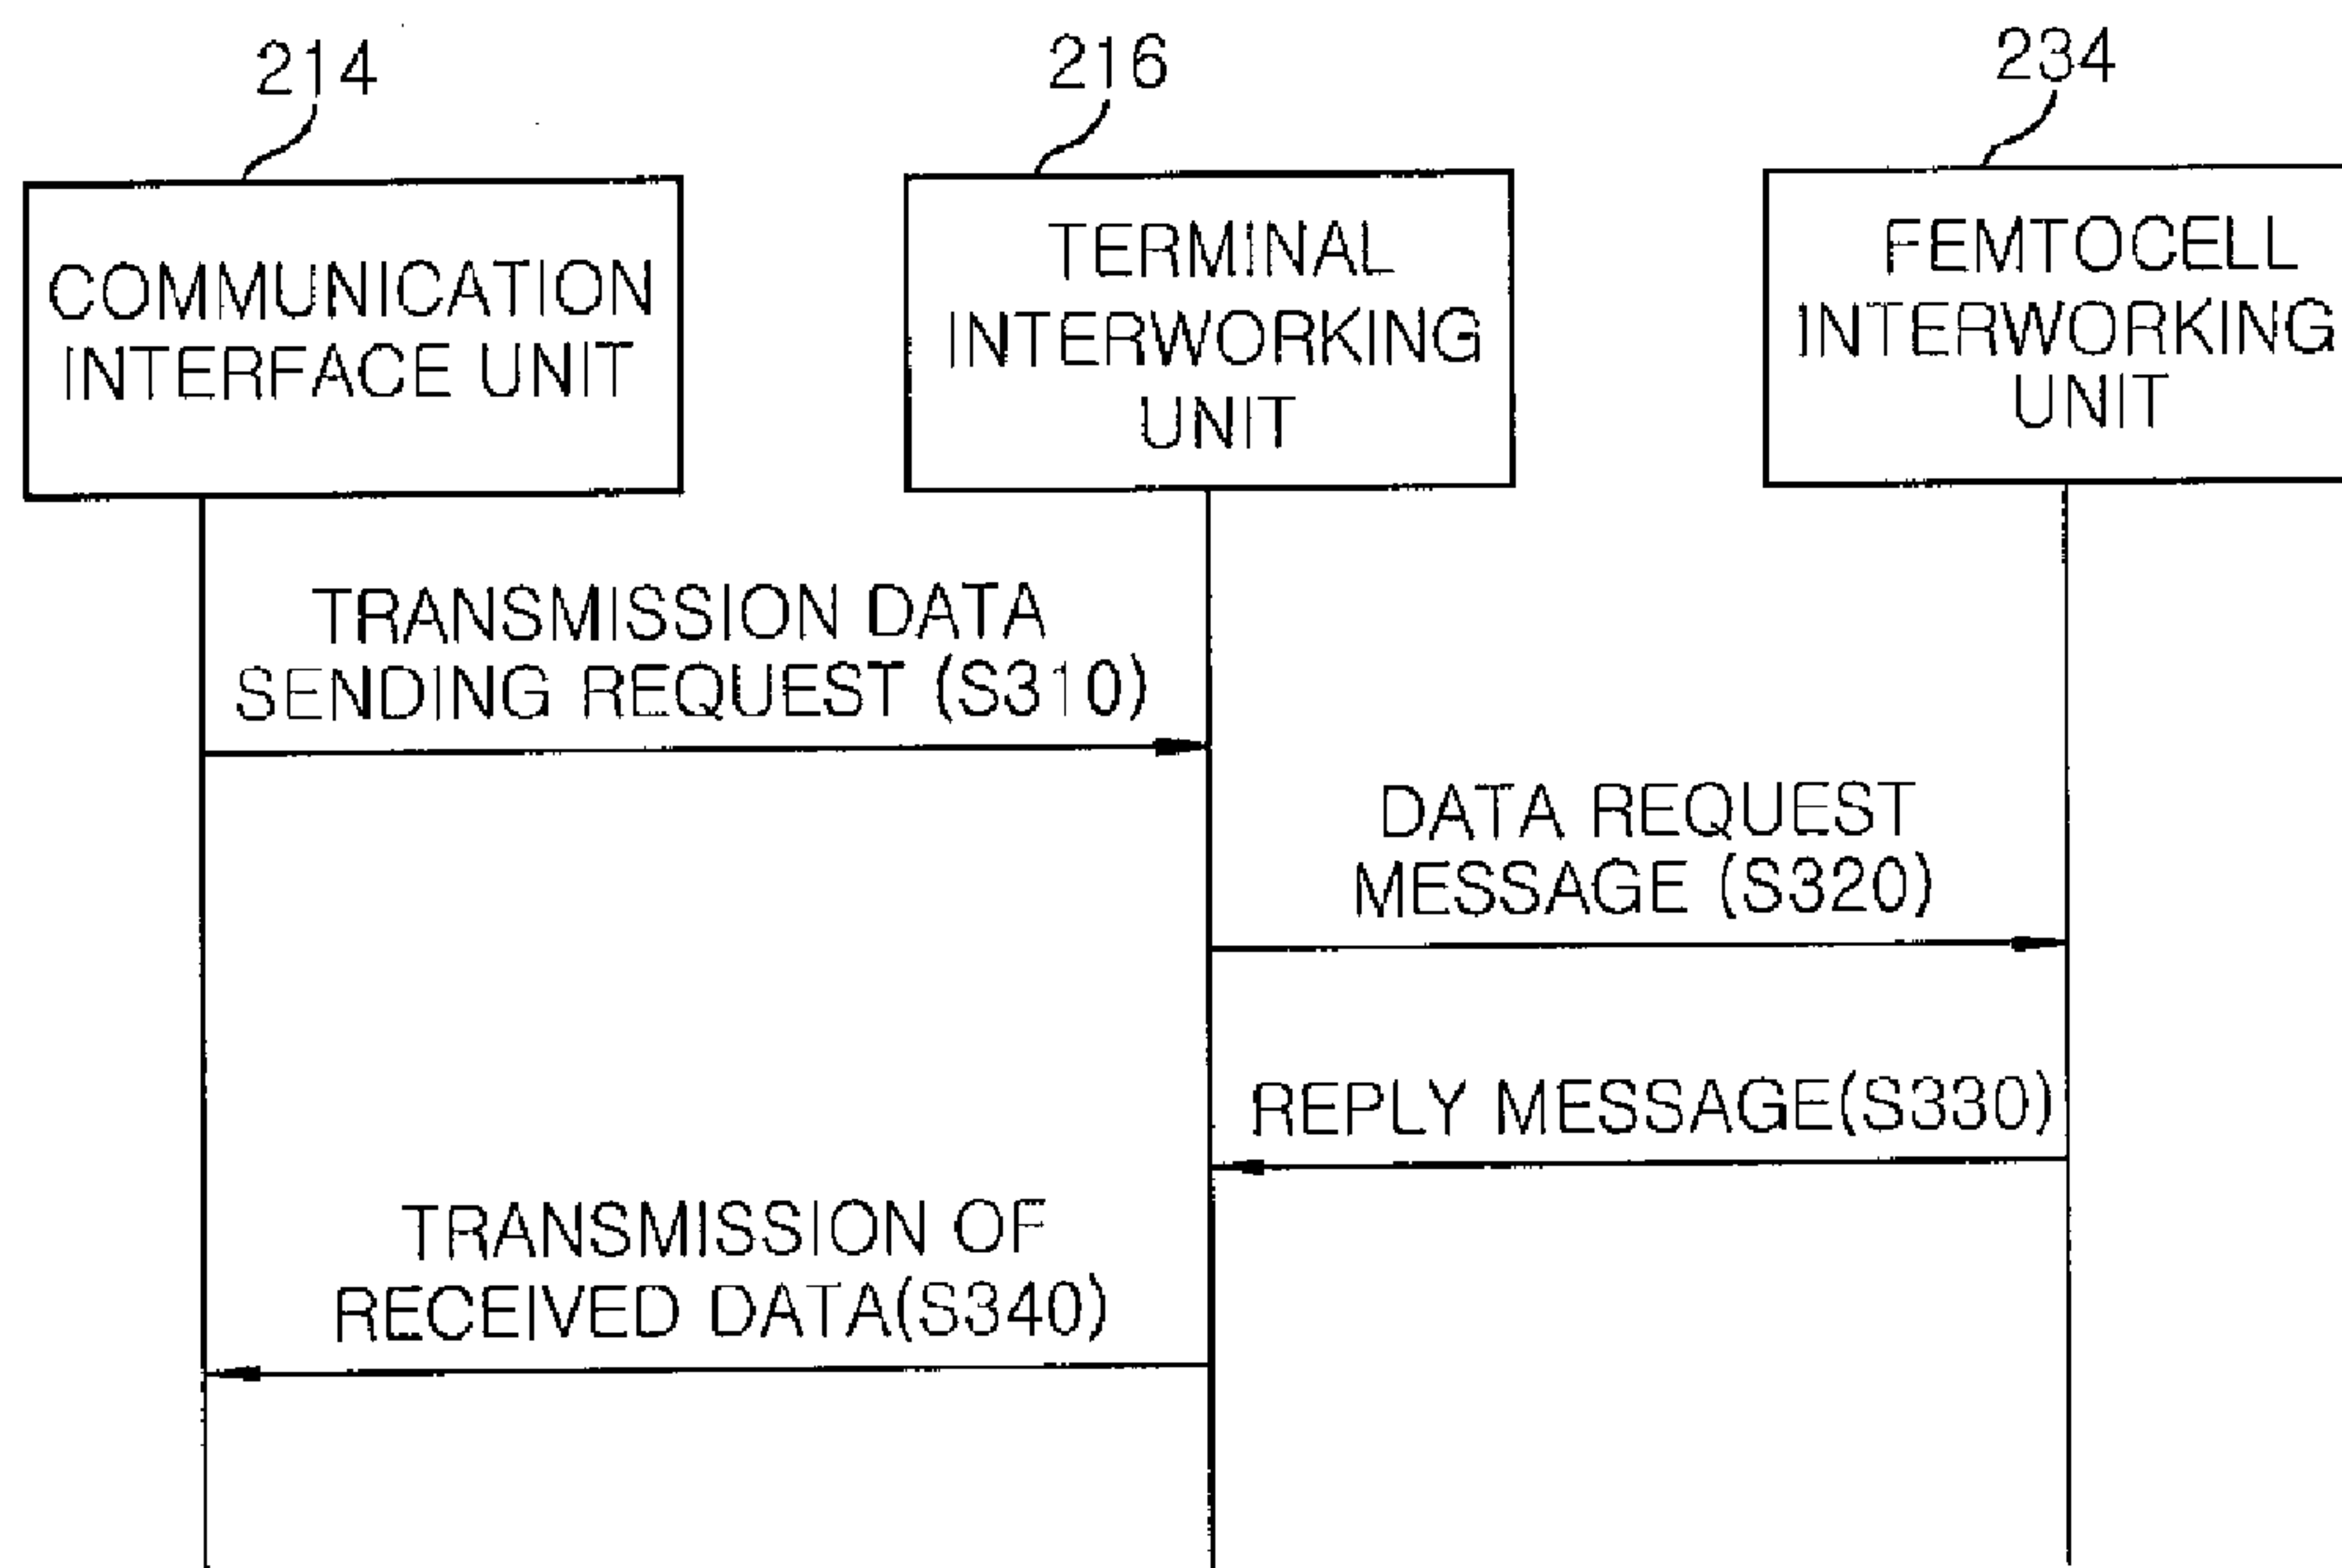 214
216
234
COMMUNICATION
INTERFACE UNIT
TERMINAL
INTERWORKING
UNIT
FEMTOCELL
INTERWORKING
UNIT
TRANSMISSION DATA
SENDING REQUEST (S310)
DATA REQUEST
MESSAGE (S320)
REPLY MESSAGE(S330)
TRANSMISSION OF
RECEIVED DATA(S340)